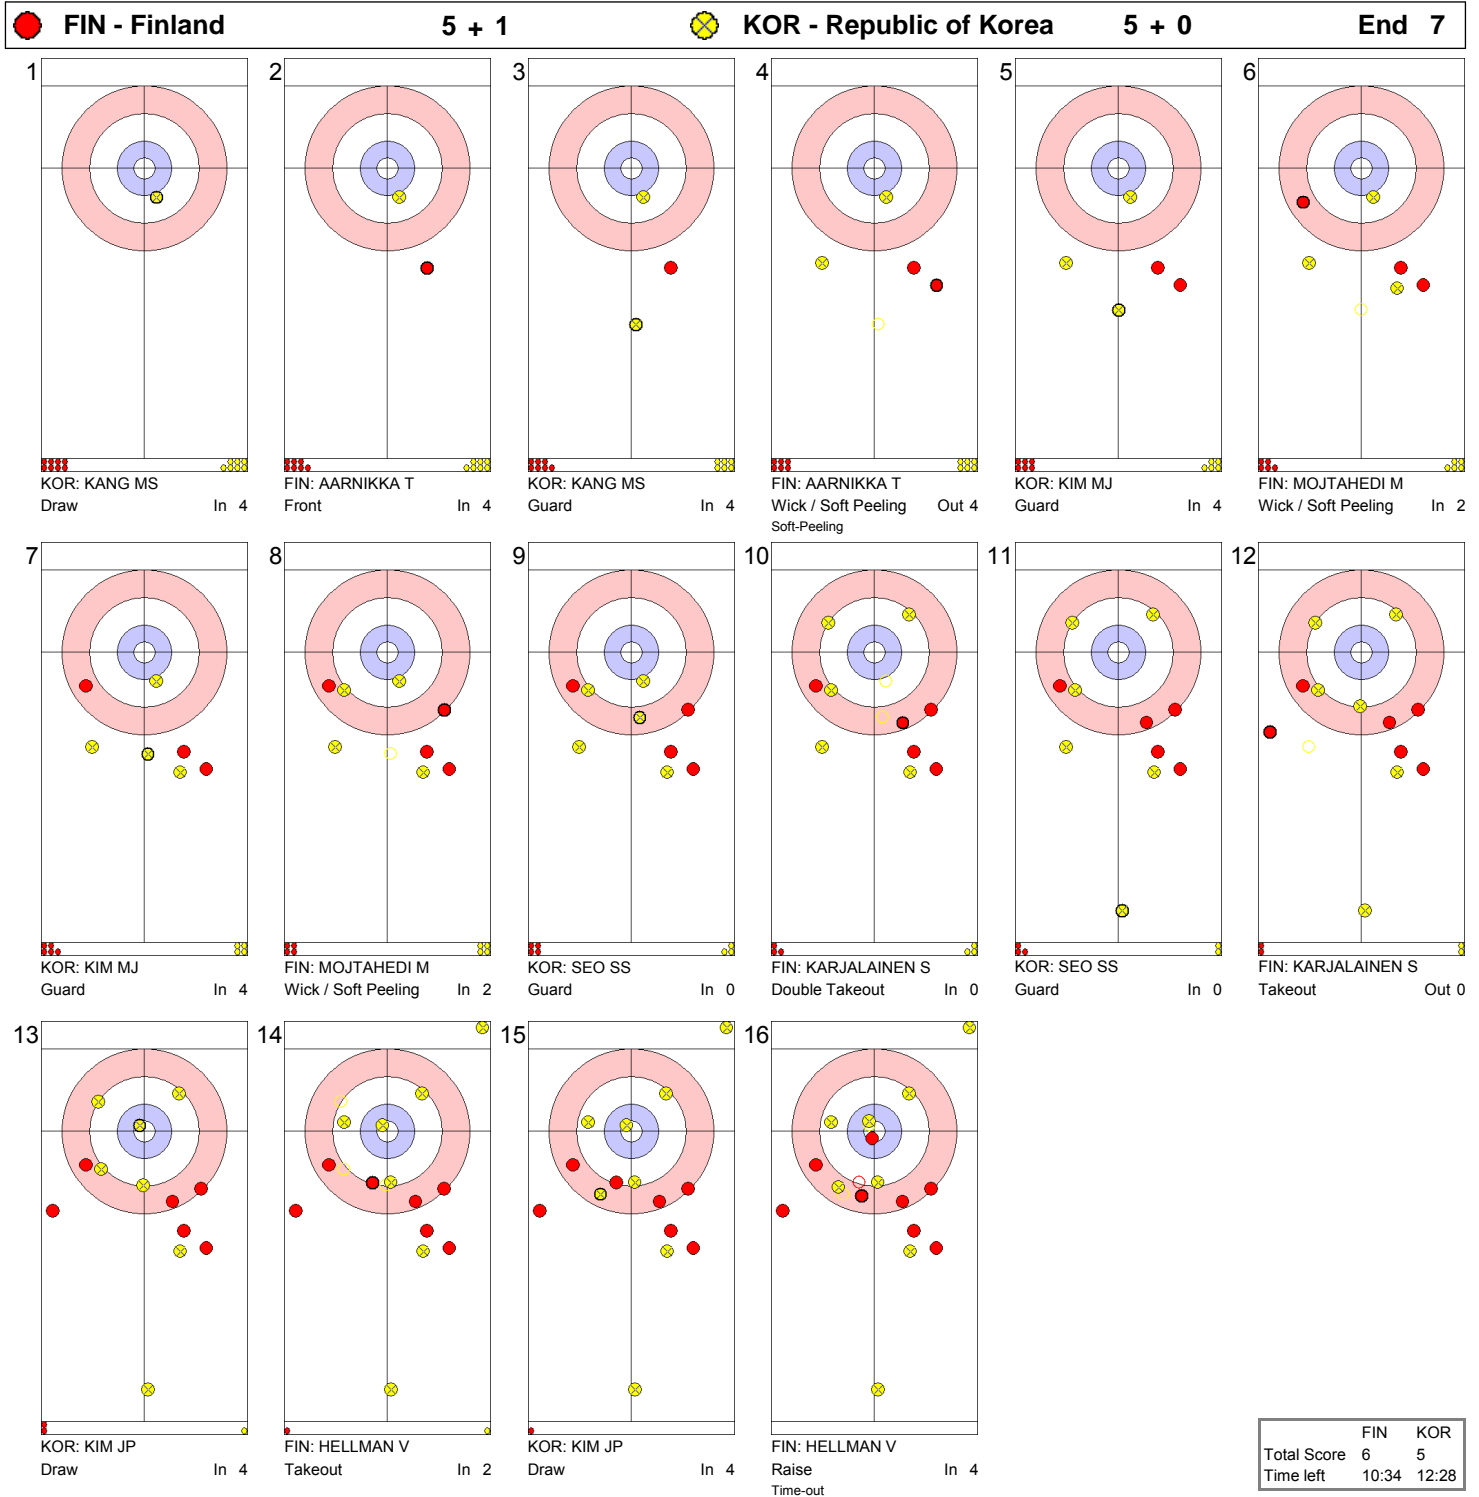 FIN - Finland 5 + 1 KOR - Republic of Korea 5 + 0 End 7
1 2 3 4 5 6
KOR: KANG MS FIN: AARNIKKA T KOR: KANG MS FIN: AARNIKKA T KOR: KIM MJ FIN: MOJTAHEDI M
Draw In 4 Front In 4 Guard In 4 Wick / Soft Peeling Out 4 Guard In 4 Wick / Soft Peeling In 2
Soft-Peeling
7 8 9 10 11 12
KOR: KIM MJ FIN: MOJTAHEDI M KOR: SEO SS FIN: KARJALAINEN S KOR: SEO SS FIN: KARJALAINEN S
Guard In 4 Wick / Soft Peeling In 2 Guard In 0 Double Takeout In 0 Guard In 0 Takeout Out 0
13 14 15 16
KOR: KIM JP FIN: HELLMAN V KOR: KIM JP FIN: HELLMAN V
Draw In 4 Takeout In 2 Draw In 4 Raise In 4
Time-out
FIN KOR
Total Score 6 5
Time left 10:34 12:28